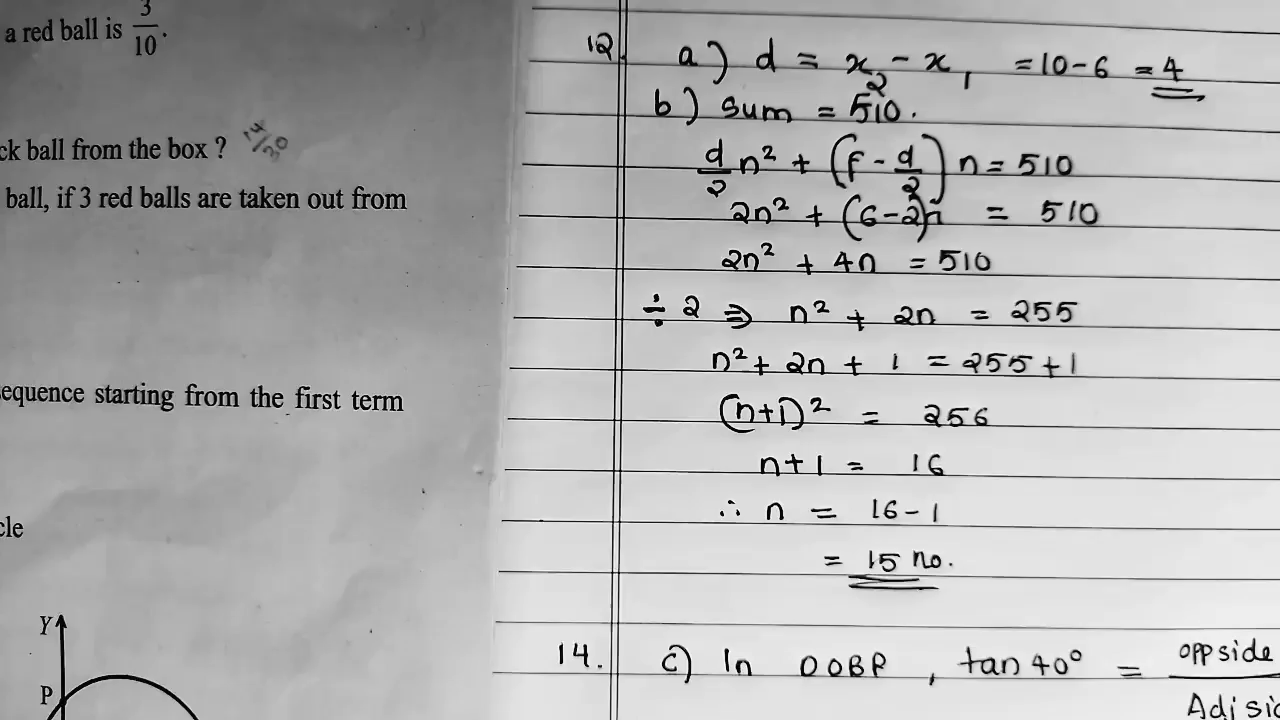 a red ball is 3/10.
ck ball from the box ? 14/30
ball, if 3 red balls are taken out from
equence starting from the first term
cle
Y
P
12. a) d = x₂ - x₁ = 10 - 6 = 4
b) sum = 510.
d/2 n² + (f - d/2) n = 510
2n² + (6-2)n = 510
2n² + 4n = 510
÷ 2 ⇒ n² + 2n = 255
n² + 2n + 1 = 255 + 1
(n+1)² = 256
n+1 = 16
∴ n = 16 - 1
= 15 no.
14. c) In OOBP, tan 40° = opp side
Adj si